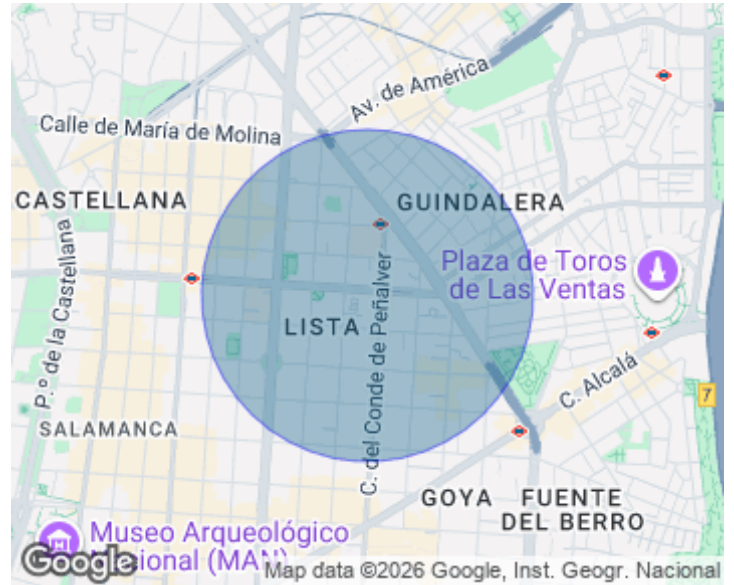 Av. de América
Calle de María de Molina
CASTELLANA
GUINDALERA
P.º de la Castellana
Plaza de Toros
de Las Ventas
LISTA
C. del Conde de Peñalver
C. Alcalá
7
SALAMANCA
GOYA
FUENTE
DEL BERRO
Museo Arqueológico
Nacional (MAN)
Google
Map data ©2026 Google, Inst. Geogr. Nacional